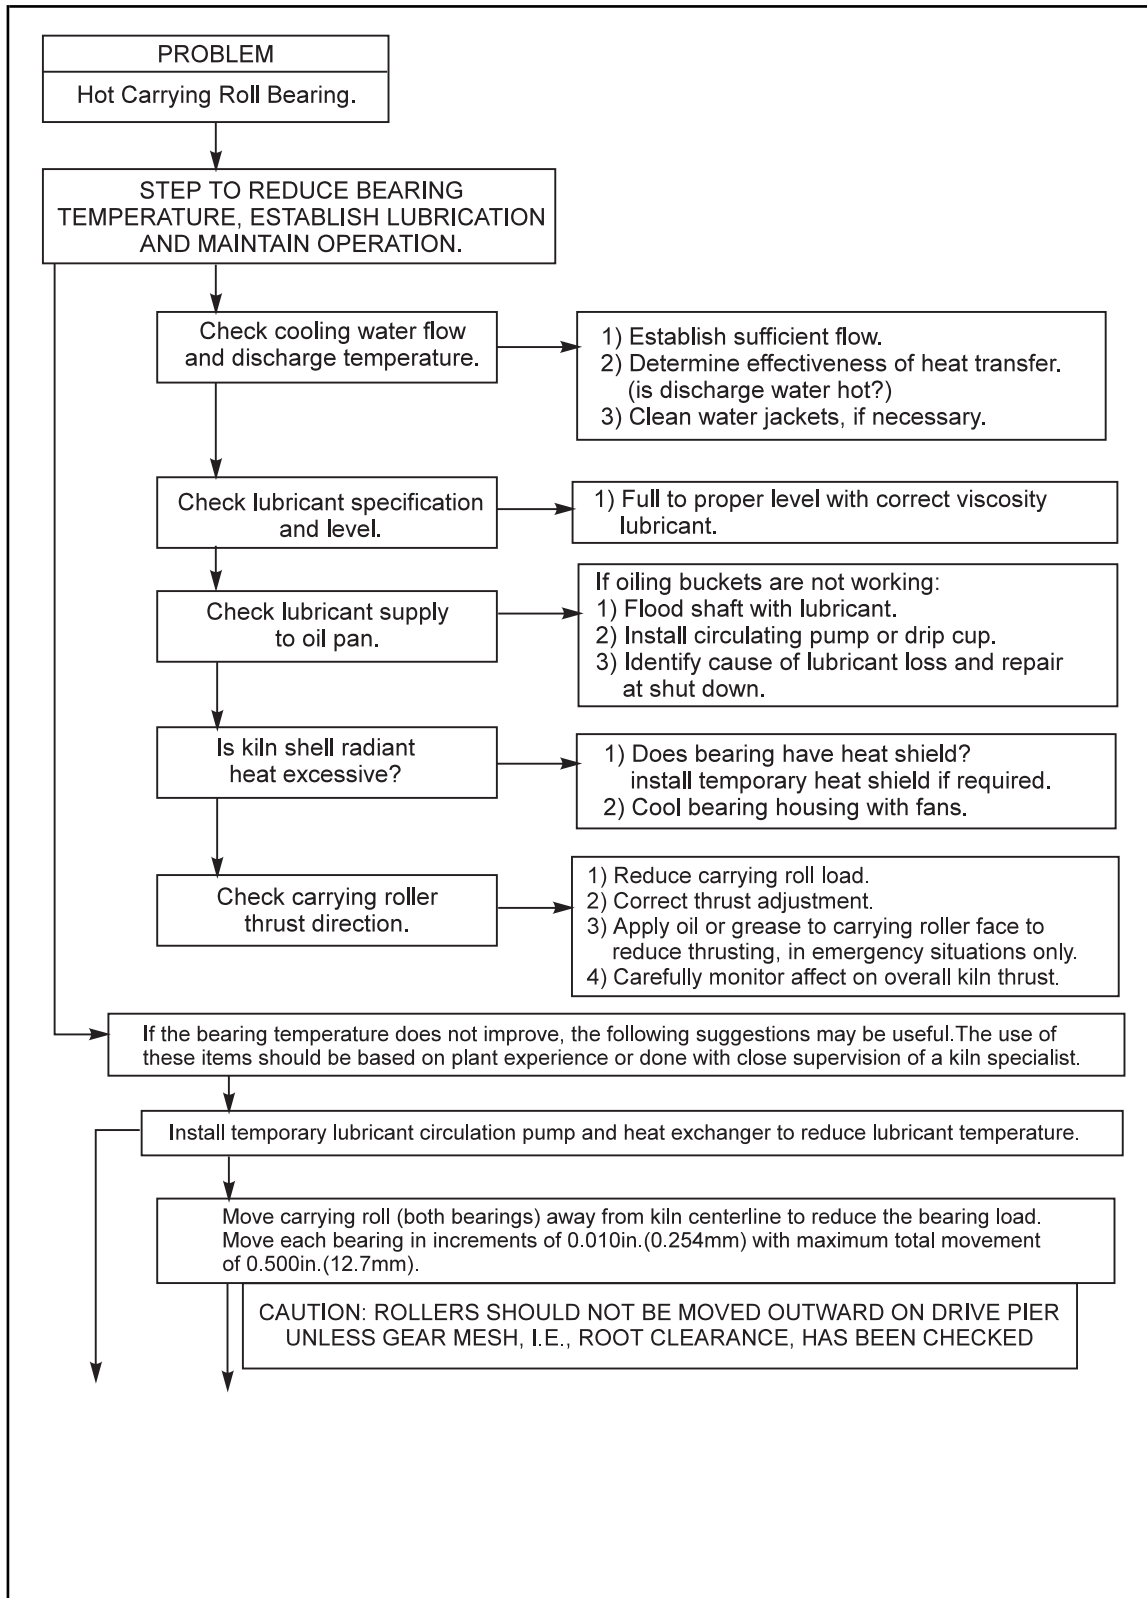 PROBLEM
Hot Carrying Roll Bearing.
STEP TO REDUCE BEARING
TEMPERATURE, ESTABLISH LUBRICATION
AND MAINTAIN OPERATION.
Check cooling water flow
and discharge temperature.
1) Establish sufficient flow.
2) Determine effectiveness of heat transfer.
(is discharge water hot?)
3) Clean water jackets, if necessary.
Check lubricant specification
and level.
1) Full to proper level with correct viscosity
lubricant.
Check lubricant supply
to oil pan.
If oiling buckets are not working:
1) Flood shaft with lubricant.
2) Install circulating pump or drip cup.
3) Identify cause of lubricant loss and repair
at shut down.
Is kiln shell radiant
heat excessive?
1) Does bearing have heat shield?
install temporary heat shield if required.
2) Cool bearing housing with fans.
Check carrying roller
thrust direction.
1) Reduce carrying roll load.
2) Correct thrust adjustment.
3) Apply oil or grease to carrying roller face to
reduce thrusting, in emergency situations only.
4) Carefully monitor affect on overall kiln thrust.
If the bearing temperature does not improve, the following suggestions may be useful.The use of
these items should be based on plant experience or done with close supervision of a kiln specialist.
Install temporary lubricant circulation pump and heat exchanger to reduce lubricant temperature.
Move carrying roll (both bearings) away from kiln centerline to reduce the bearing load.
Move each bearing in increments of 0.010in.(0.254mm) with maximum total movement
of 0.500in.(12.7mm).
CAUTION: ROLLERS SHOULD NOT BE MOVED OUTWARD ON DRIVE PIER
UNLESS GEAR MESH, I.E., ROOT CLEARANCE, HAS BEEN CHECKED